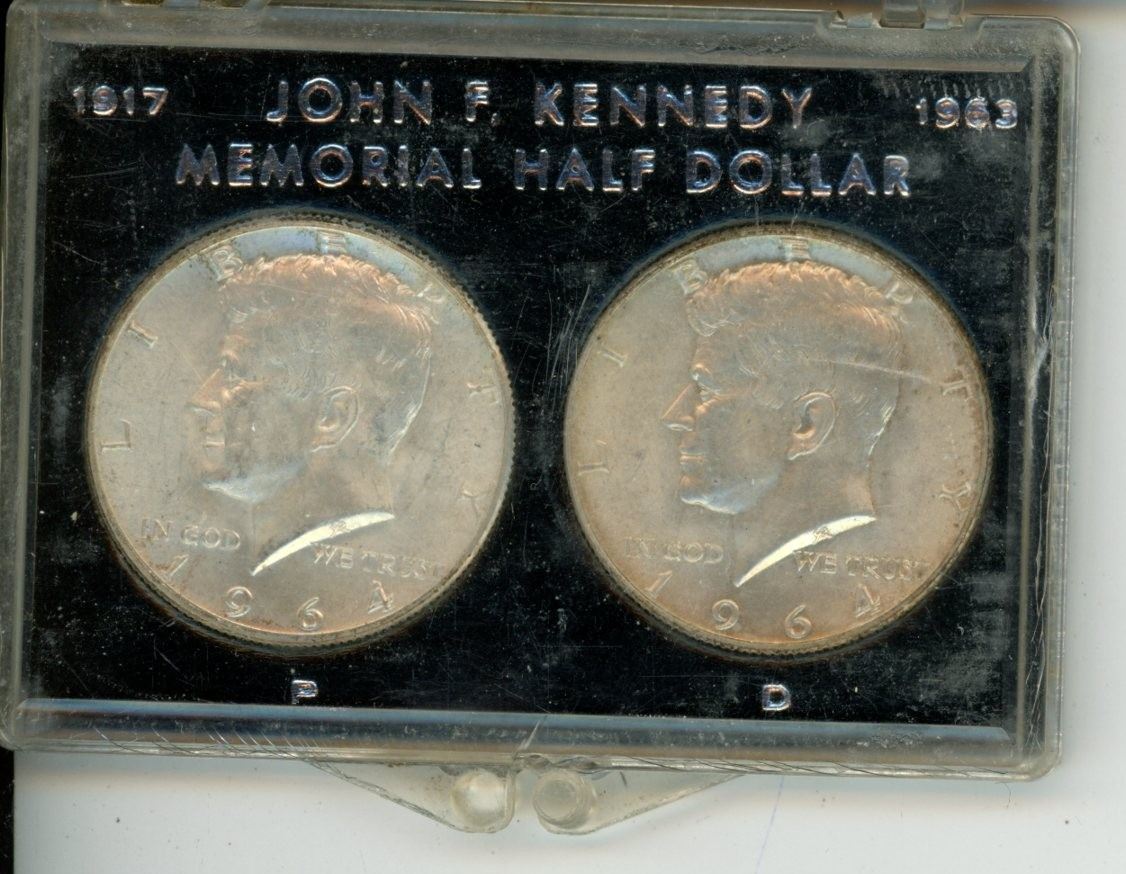 1917 JOHN F. KENNEDY 1963
MEMORIAL HALF DOLLAR
LIBERTY
IN GOD WE TRUST
1964
LIBERTY
IN GOD WE TRUST
1964
P
D